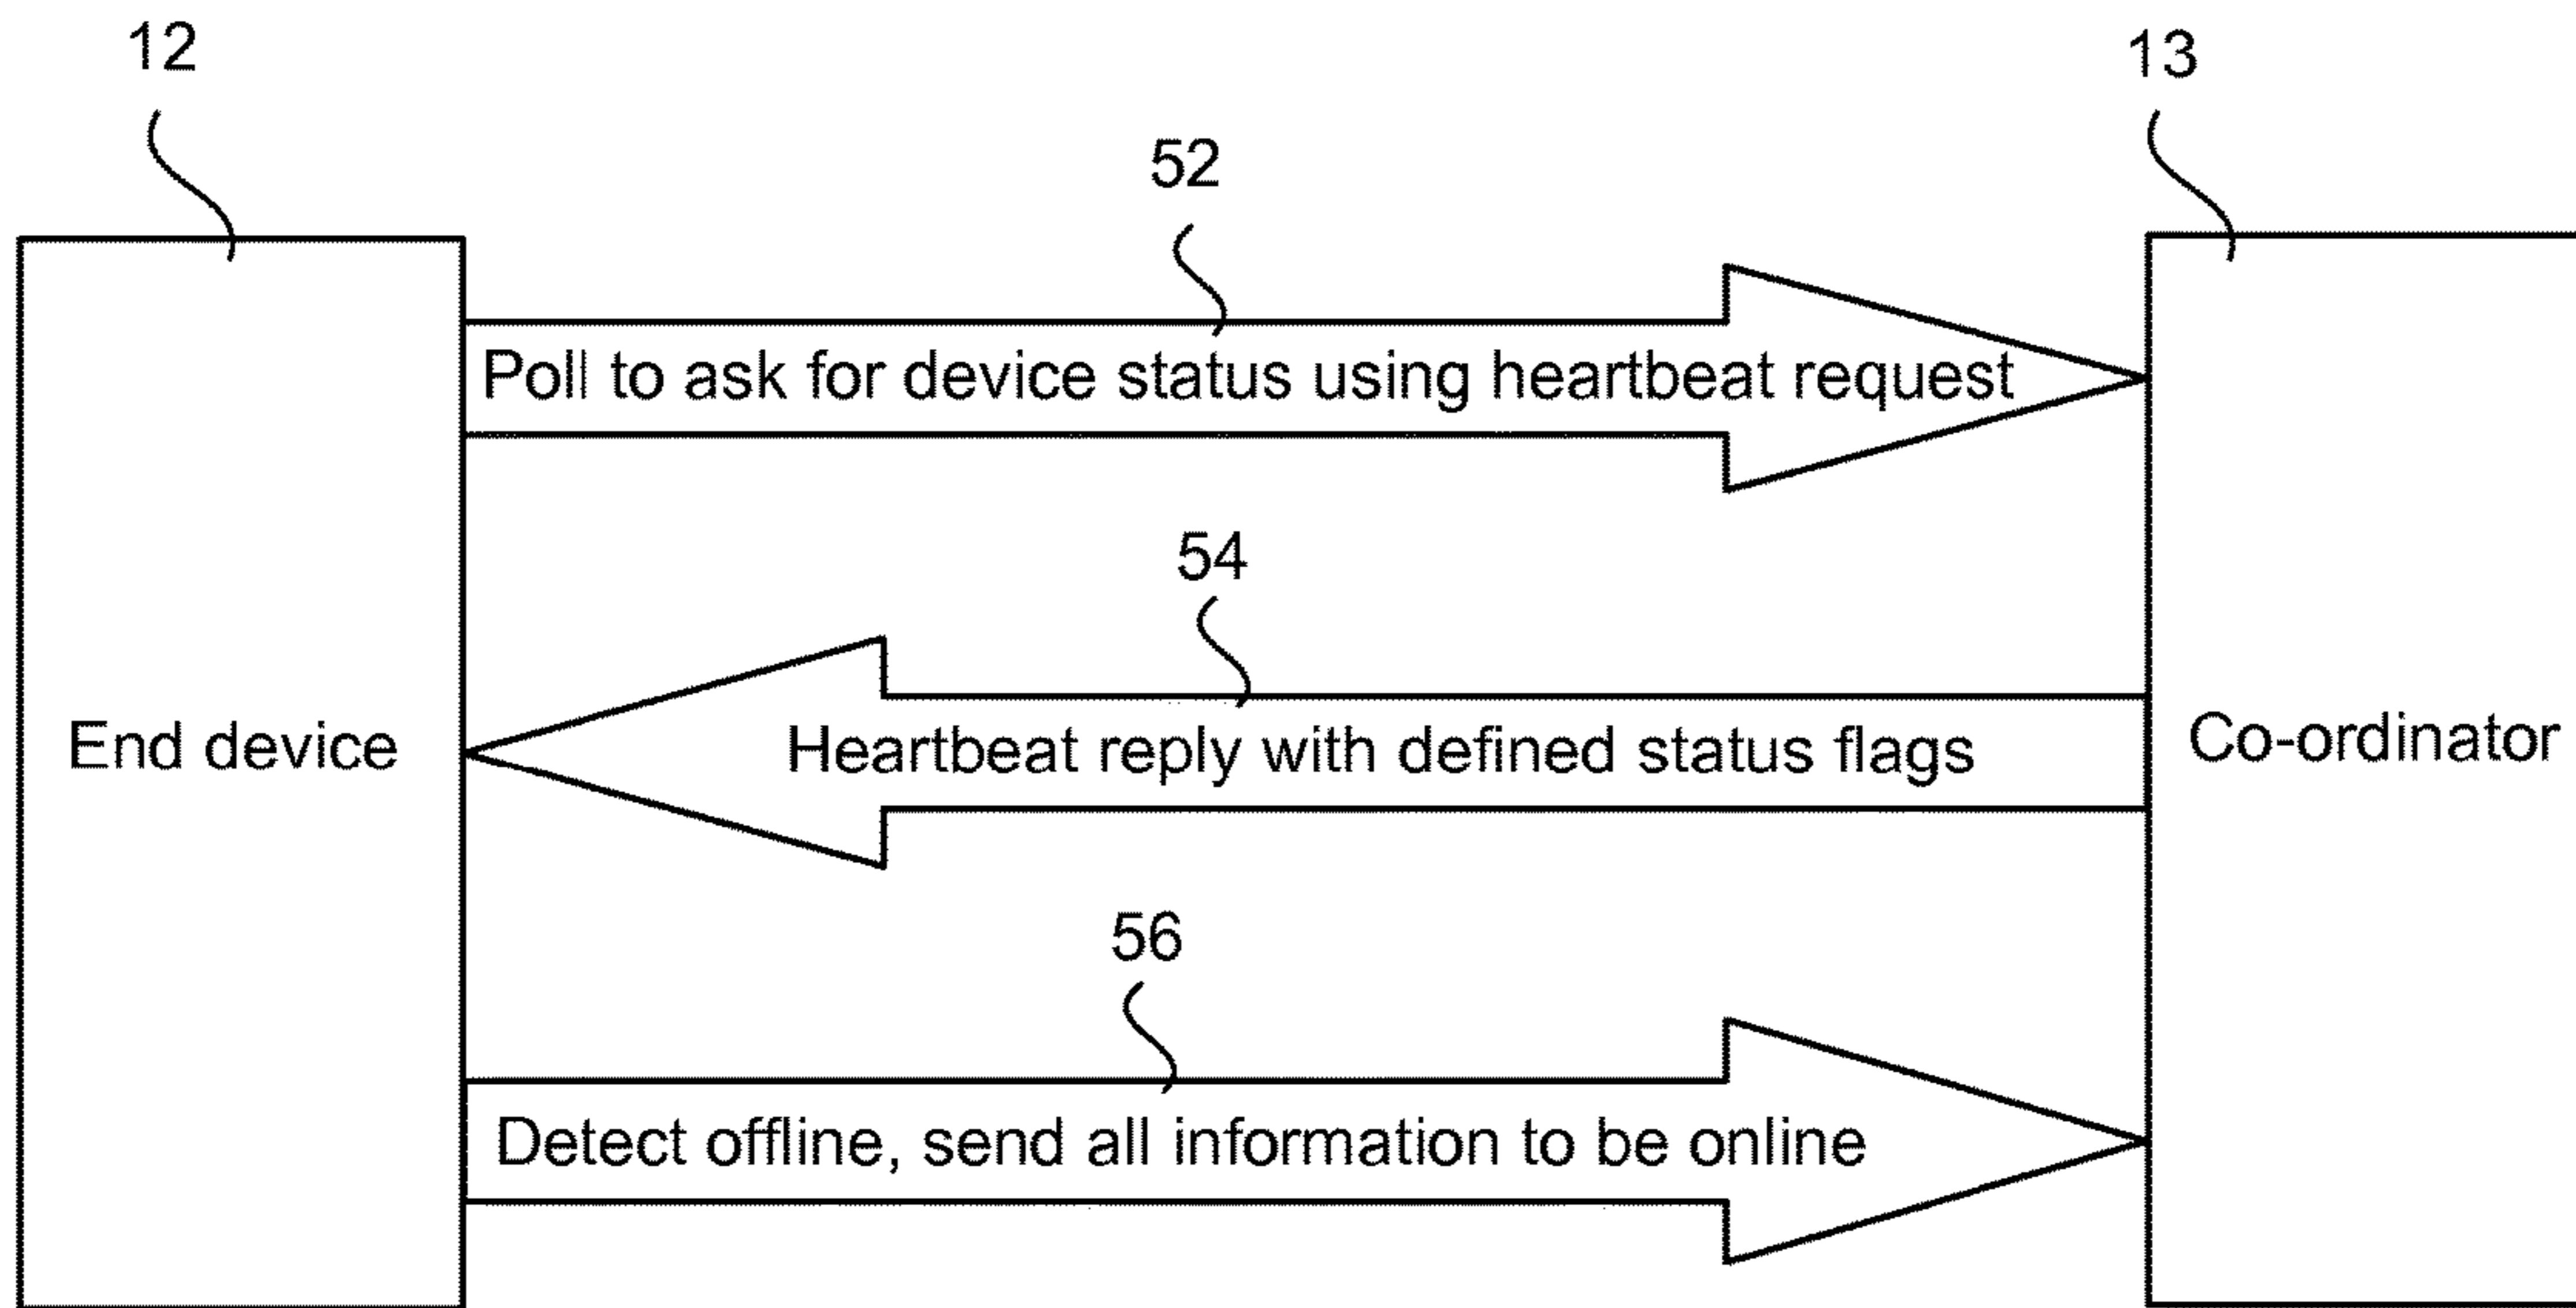 12
13
52
Poll to ask for device status using heartbeat request
54
End device
Heartbeat reply with defined status flags
Co-ordinator
56
Detect offline, send all information to be online